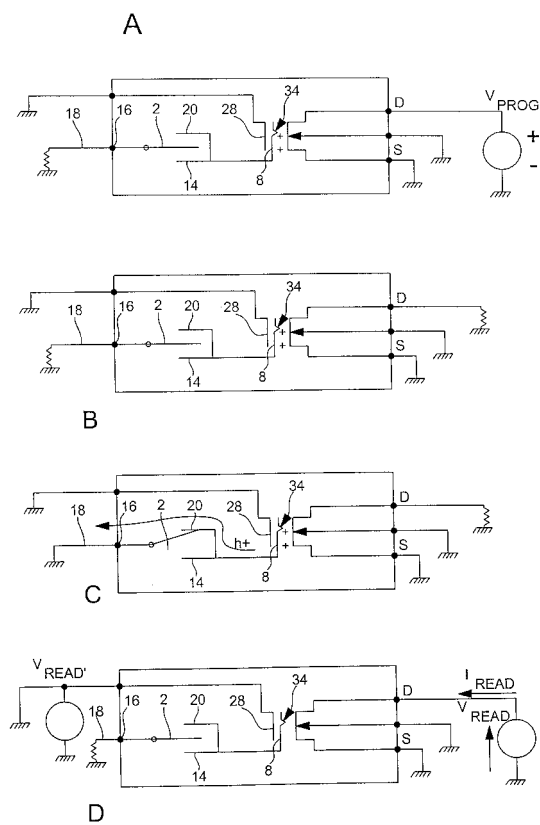 A
34
18 16 2 20 28 D V PROG
+
+ +
-
8 S
14
34
18 16 2 20 28 D
+
+
8 S
14
B
34
18 16 2 20 28 D
h+ + +
8 S
14
C
V READ'
34
I READ
18 16 2 20 28 D
V READ
8 S
14
D